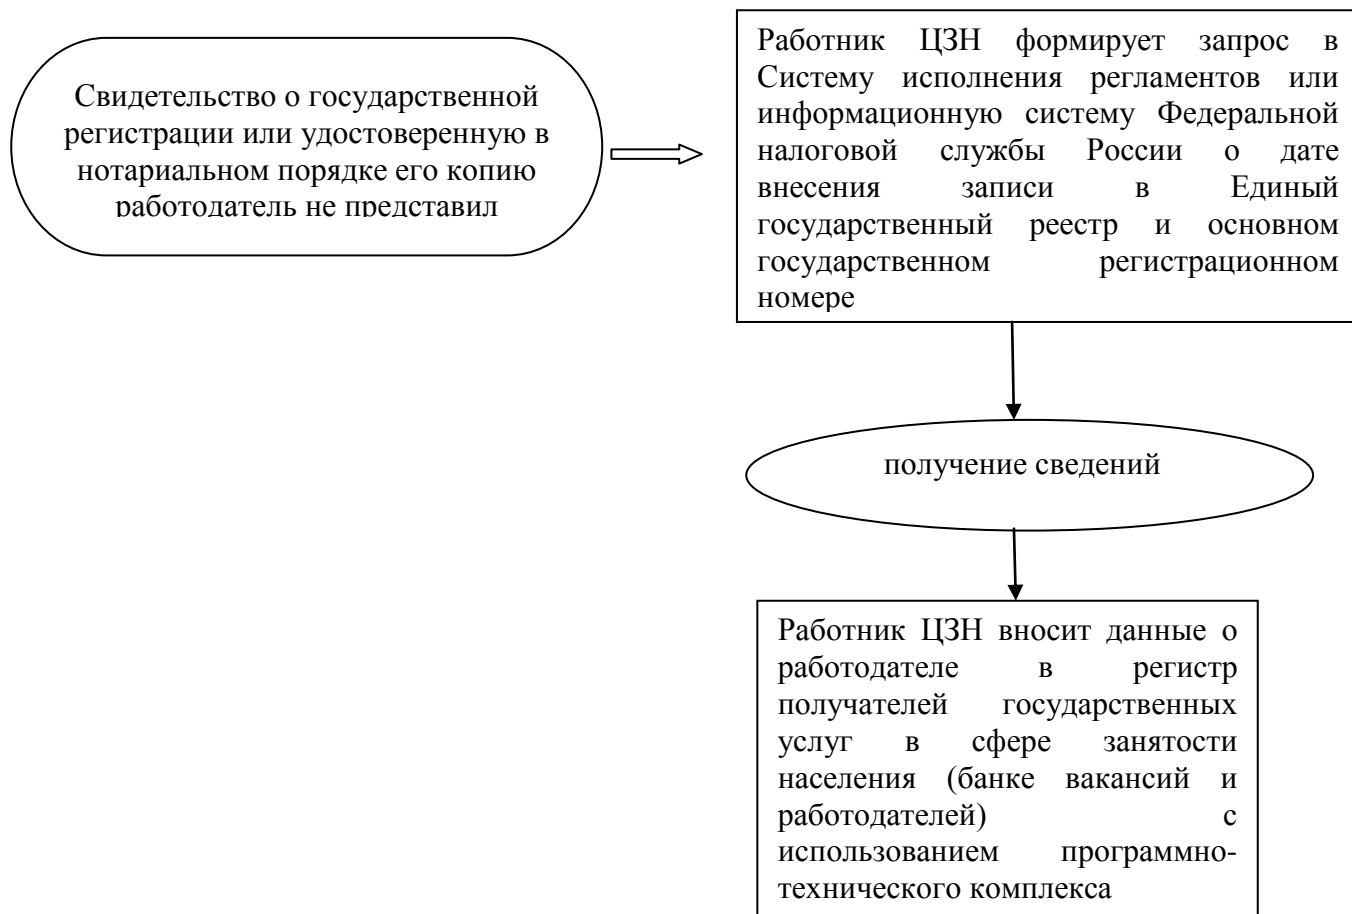 Свидетельство о государственной
регистрации или удостоверенную в
нотариальном порядке его копию
работодатель не представил
Работник ЦЗН формирует запрос в
Систему исполнения регламентов или
информационную систему Федеральной
налоговой службы России о дате
внесения записи в Единый
государственный реестр и основном
государственном регистрационном
номере
получение сведений
Работник ЦЗН вносит данные о
работодателе в регистр
получателей государственных
услуг в сфере занятости
населения (банке вакансий и
работодателей) с
использованием программно-
технического комплекса